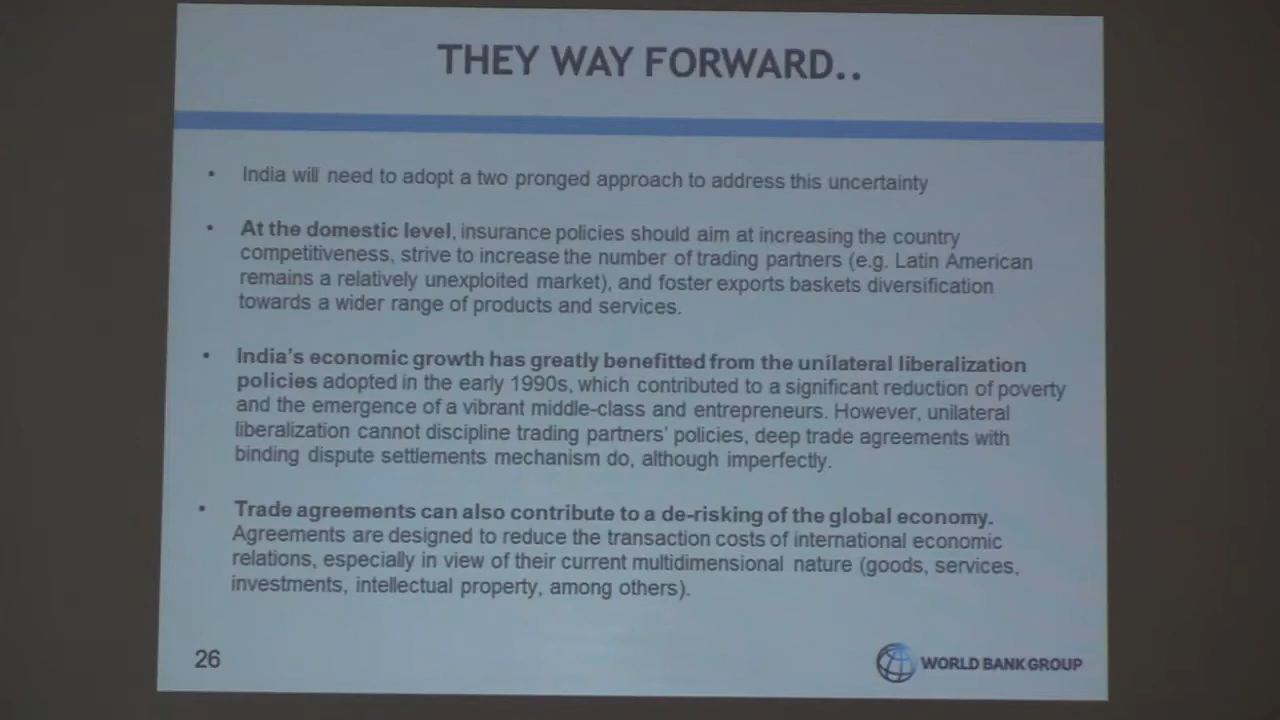 THEY WAY FORWARD..
• India will need to adopt a two pronged approach to address this uncertainty
• At the domestic level, insurance policies should aim at increasing the country
competitiveness, strive to increase the number of trading partners (e.g. Latin American
remains a relatively unexploited market), and foster exports baskets diversification
towards a wider range of products and services.
• India's economic growth has greatly benefitted from the unilateral liberalization
policies adopted in the early 1990s, which contributed to a significant reduction of poverty
and the emergence of a vibrant middle-class and entrepreneurs. However, unilateral
liberalization cannot discipline trading partners' policies, deep trade agreements with
binding dispute settlements mechanism do, although imperfectly.
• Trade agreements can also contribute to a de-risking of the global economy.
Agreements are designed to reduce the transaction costs of international economic
relations, especially in view of their current multidimensional nature (goods, services,
investments, intellectual property, among others).
26
WORLD BANK GROUP